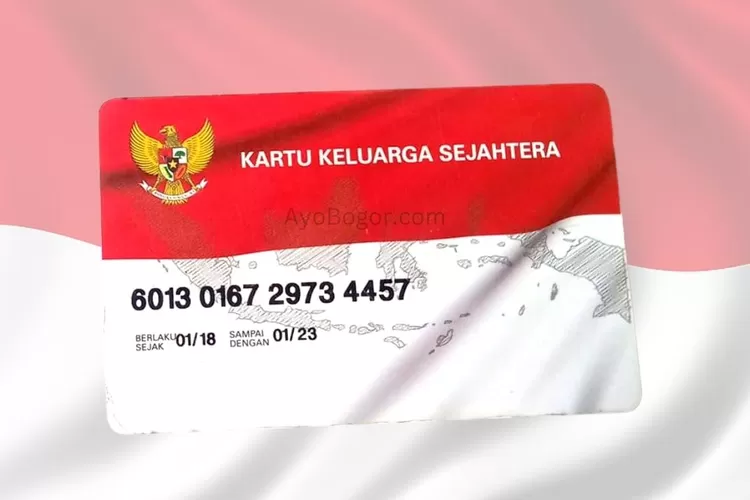 KARTU KELUARGA SEJAHTERA
AyoBogor.com
6013 0167 2973 4457
BERLAKU SEJAK 01/18 SAMPAI DENGAN 01/23